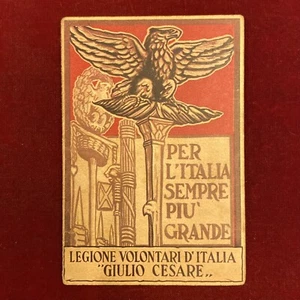 PER
L'ITALIA
SEMPRE
PIU'
GRANDE
LEGIONE VOLONTARI D'ITALIA
"GIULIO CESARE„